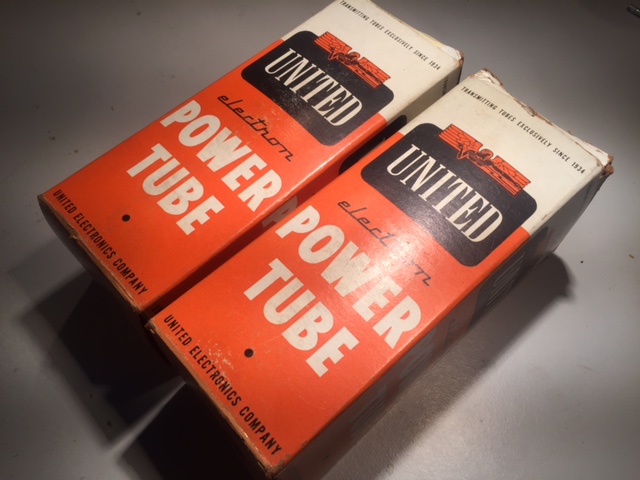 TRANSMITTING TUBES EXCLUSIVELY SINCE 1934
UNITED
electron
POWER
TUBE
UNITED ELECTRONICS COMPANY
TRANSMITTING TUBES EXCLUSIVELY SINCE 1934
UNITED
electron
POWER
TUBE
UNITED ELECTRONICS COMPANY